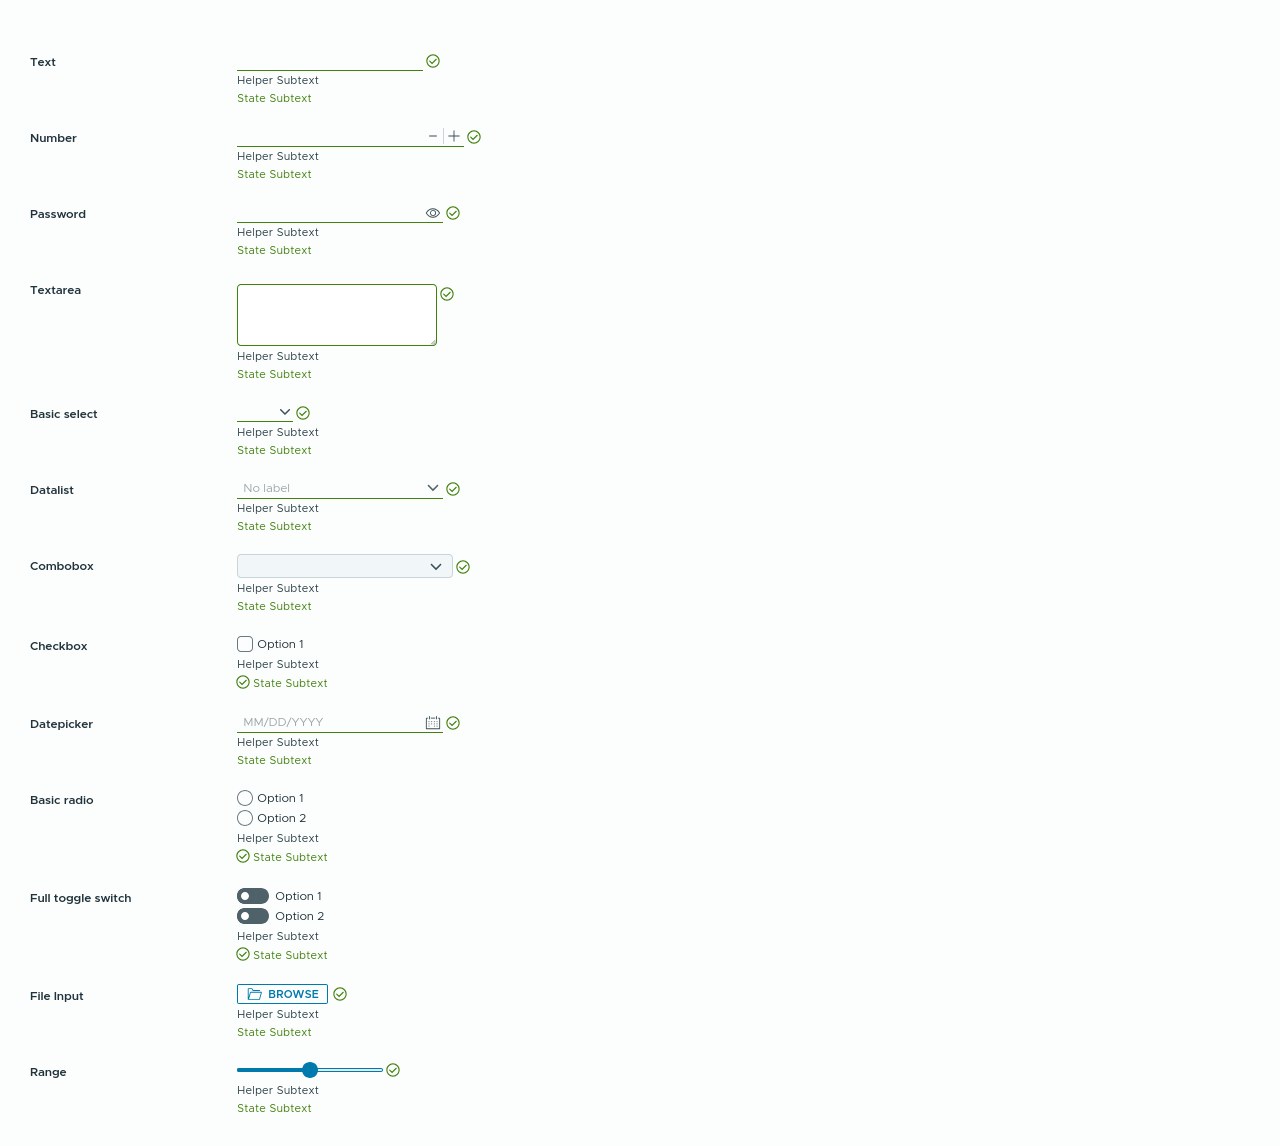 Text
Helper Subtext
State Subtext
Number
Helper Subtext
State Subtext
Password
Helper Subtext
State Subtext
Textarea
Helper Subtext
State Subtext
Basic select
Helper Subtext
State Subtext
Datalist
No label
Helper Subtext
State Subtext
Combobox
Helper Subtext
State Subtext
Checkbox
Option 1
Helper Subtext
State Subtext
Datepicker
MM/DD/YYYY
Helper Subtext
State Subtext
Basic radio
Option 1
Option 2
Helper Subtext
State Subtext
Full toggle switch
Option 1
Option 2
Helper Subtext
State Subtext
File Input
BROWSE
Helper Subtext
State Subtext
Range
Helper Subtext
State Subtext